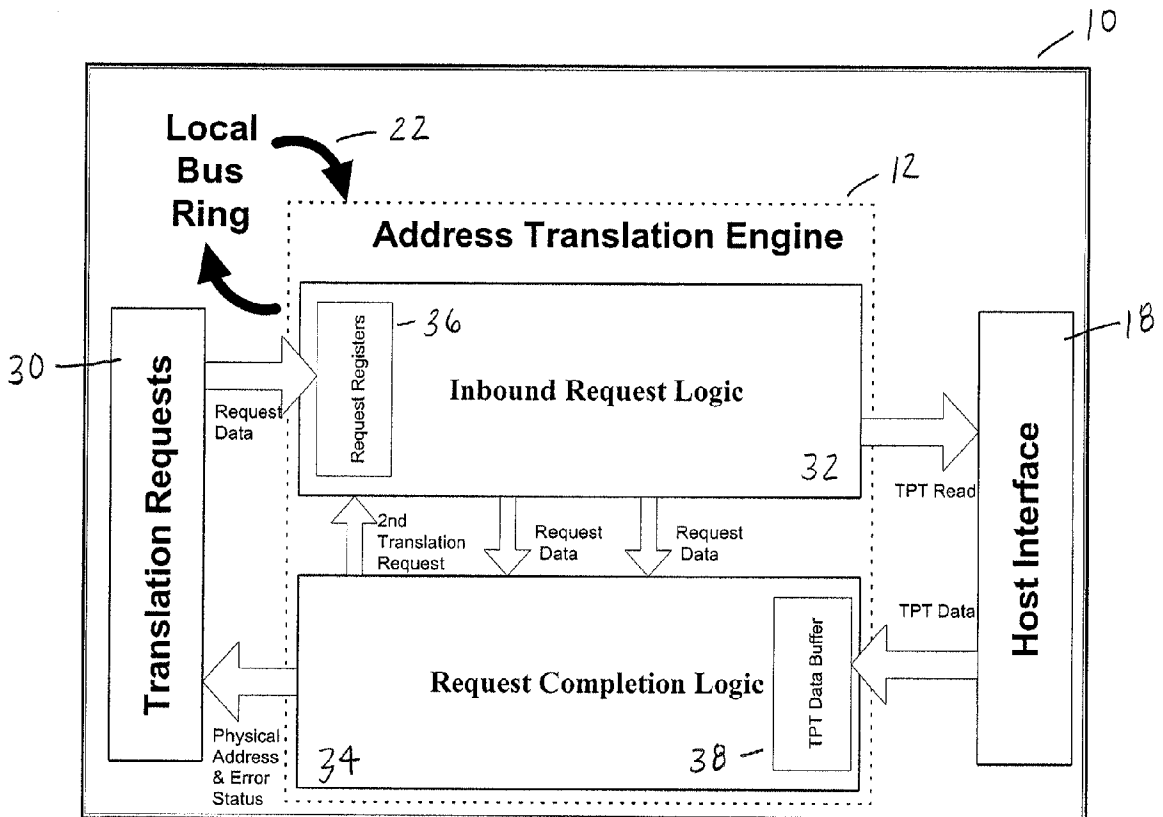 10
Local
Bus
Ring
22
12
Address Translation Engine
30
Translation Requests
Request
Data
Request Registers
36
Inbound Request Logic
32
18
Host Interface
TPT Read
2nd
Translation
Request
Request
Data
Request
Data
TPT Data
Request Completion Logic
TPT Data Buffer
34
38
Physical
Address
& Error
Status